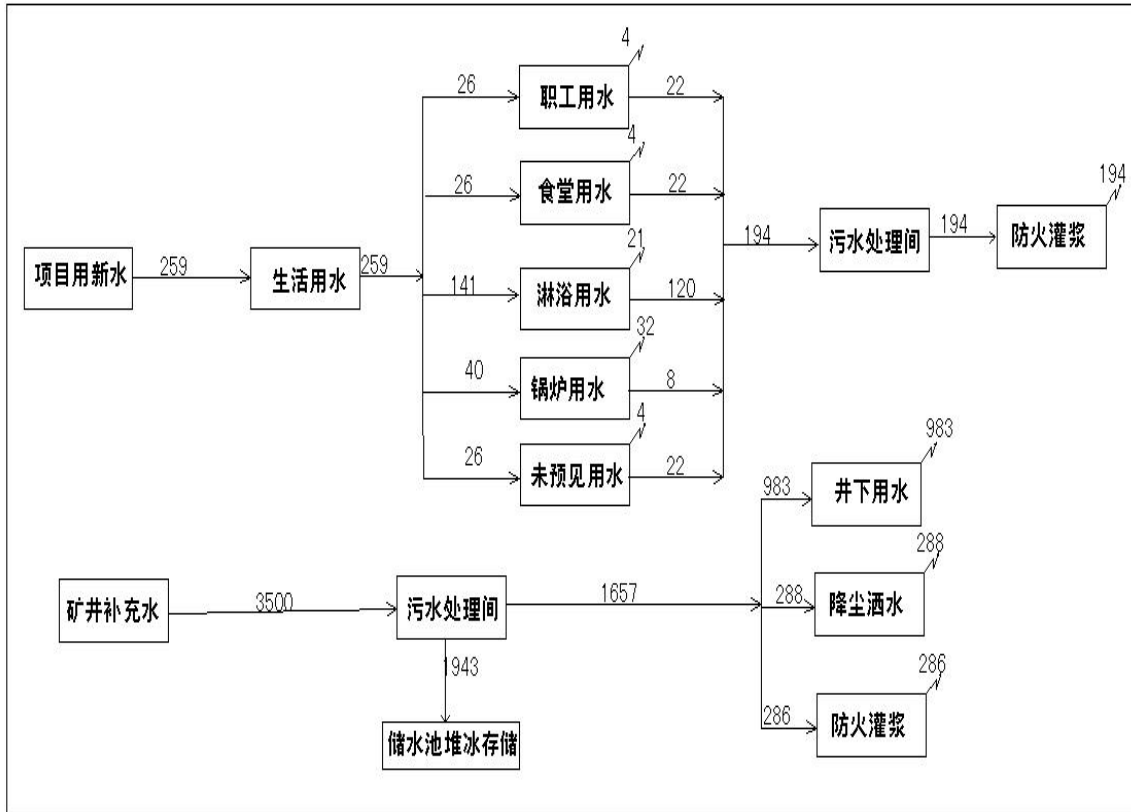 4
26
职工用水
22
4
26
食堂用水
22
194
194
污水处理间
194
防火灌浆
项目用新水
259
生活用水
259
21
141
淋浴用水
120
32
40
锅炉用水
8
4
26
未预见用水
22
983
983
井下用水
288
矿井补充水
3500
污水处理间
1657
288
降尘洒水
1943
286
286
防火灌浆
储水池堆冰存储